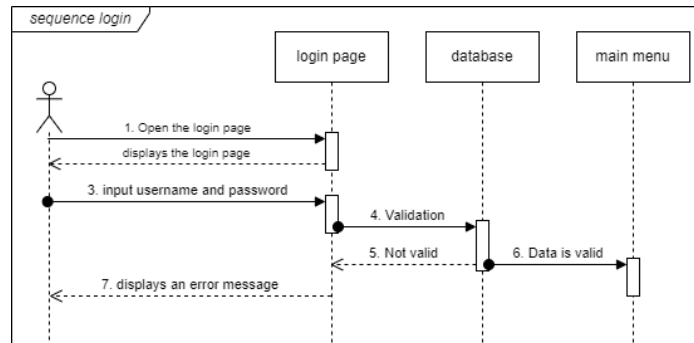 sequence login
login page
database
main menu
1. Open the login page
displays the login page
3. input username and password
4. Validation
5. Not valid
6. Data is valid
7. displays an error message